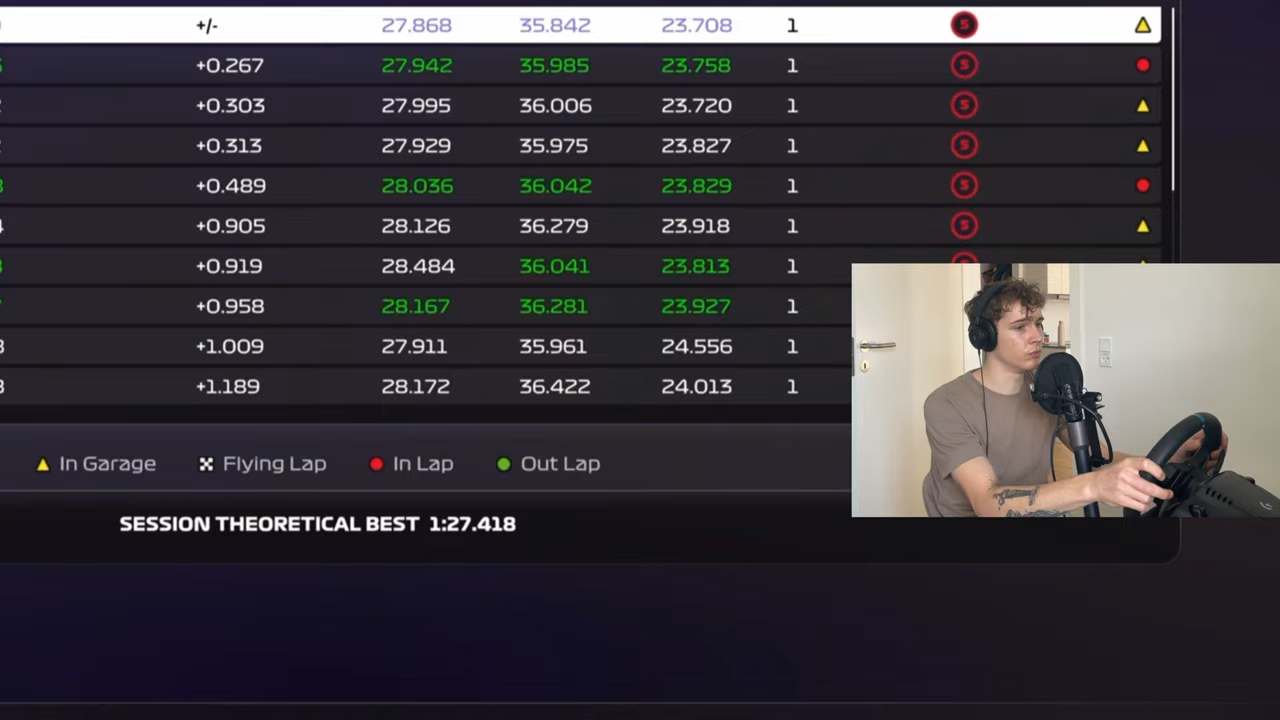 +/- 27.868 35.842 23.708 1 S
+0.267 27.942 35.985 23.758 1 S
+0.303 27.995 36.006 23.720 1 S
+0.313 27.929 35.975 23.827 1 S
+0.489 28.036 36.042 23.829 1 S
+0.905 28.126 36.279 23.918 1 S
+0.919 28.484 36.041 23.813 1
+0.958 28.167 36.281 23.927 1
+1.009 27.911 35.961 24.556 1
+1.189 28.172 36.422 24.013 1
In Garage Flying Lap In Lap Out Lap
SESSION THEORETICAL BEST 1:27.418